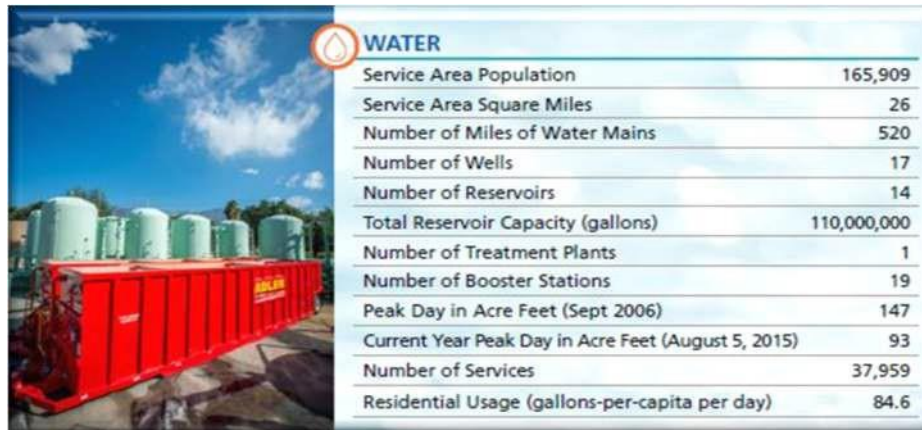 WATER
Service Area Population 165,909
Service Area Square Miles 26
Number of Miles of Water Mains 520
Number of Wells 17
Number of Reservoirs 14
Total Reservoir Capacity (gallons) 110,000,000
Number of Treatment Plants 1
Number of Booster Stations 19
Peak Day in Acre Feet (Sept 2006) 147
Current Year Peak Day in Acre Feet (August 5, 2015) 93
Number of Services 37,959
Residential Usage (gallons-per-capita per day) 84.6
ADLER